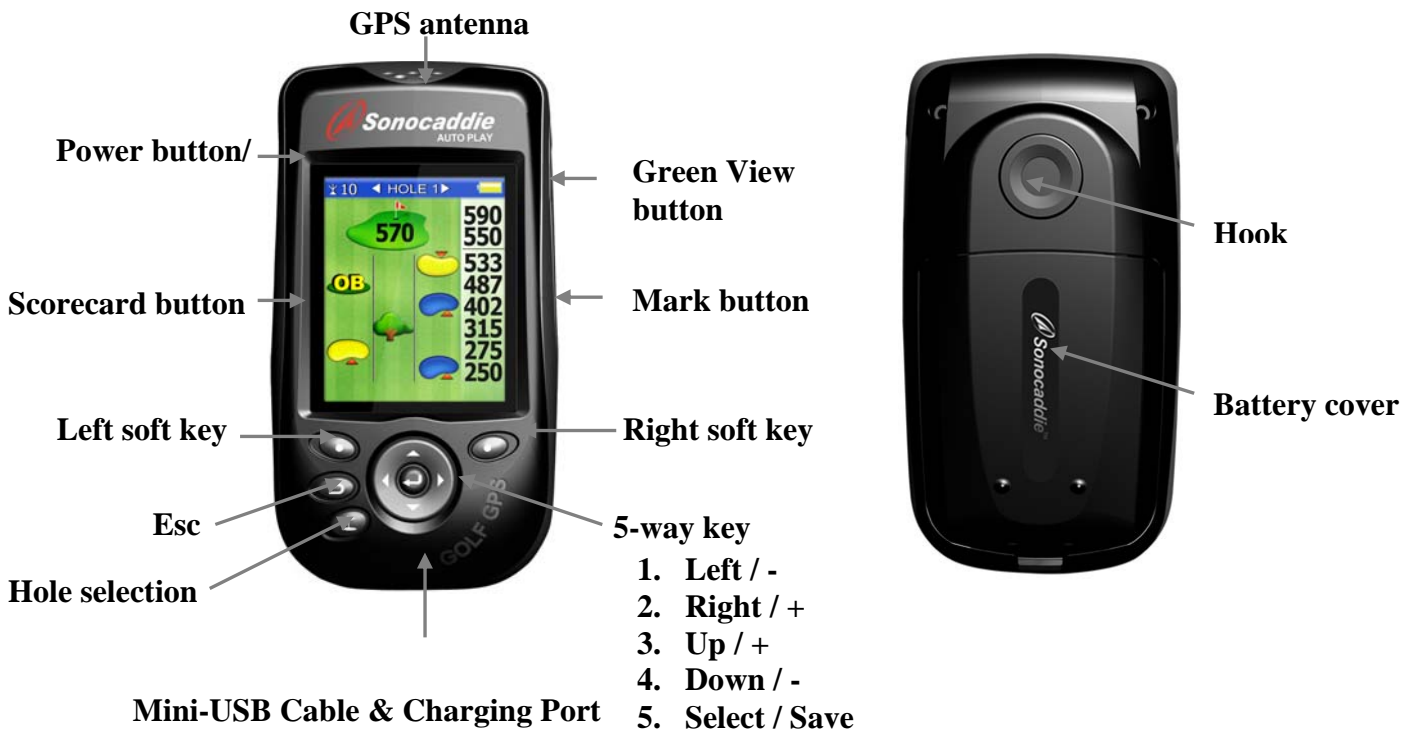 GPS antenna
Sonocaddie
AUTO PLAY
Power button/
10 HOLE 1
570
590
550
533
487
402
315
275
250
OB
Green View
button
Scorecard button
Mark button
Left soft key
Right soft key
Esc
Hole selection
GOLF GPS
5-way key
1. Left / -
2. Right / +
3. Up / +
4. Down / -
5. Select / Save
Mini-USB Cable & Charging Port
Hook
Sonocaddie™
Battery cover